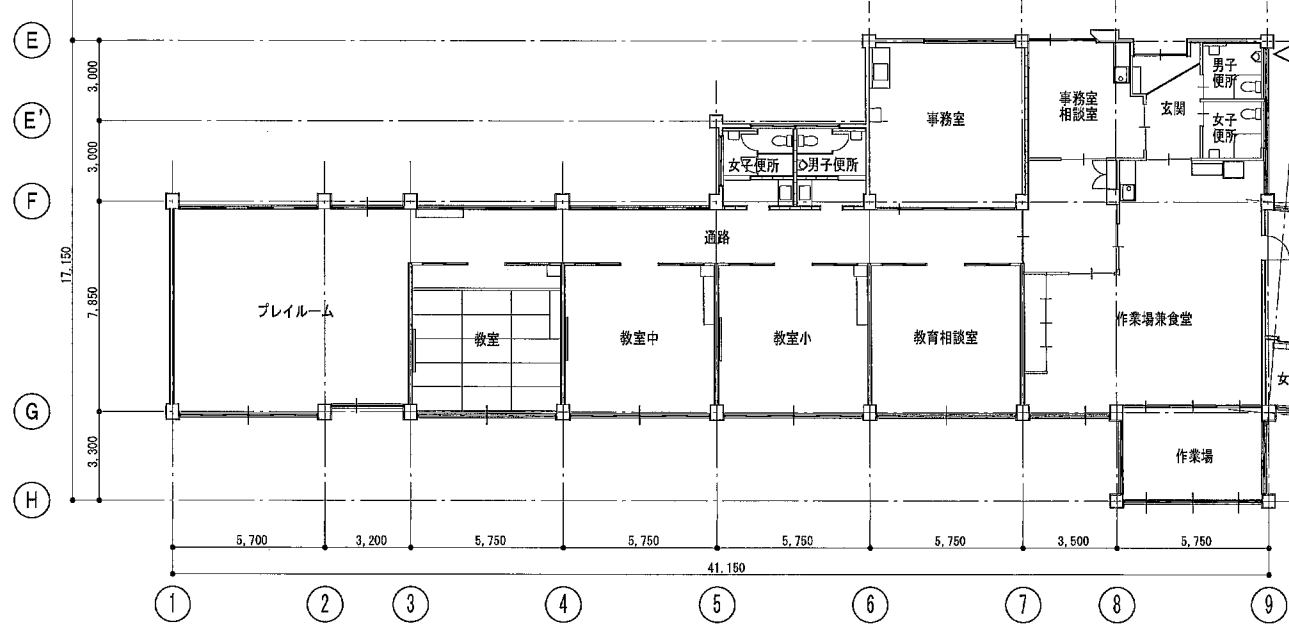 E
3,000
男子
便所
事務室
相談室
玄関
E'
事務室
女子
便所
3,000
女子便所
男子便所
F
通路
17,150
7,850
プレイルーム
教室
教室中
教室小
教育相談室
作業場兼食堂
女
G
3,300
作業場
H
5,700
3,200
5,750
5,750
5,750
5,750
3,500
5,750
41,150
1
2
3
4
5
6
7
8
9